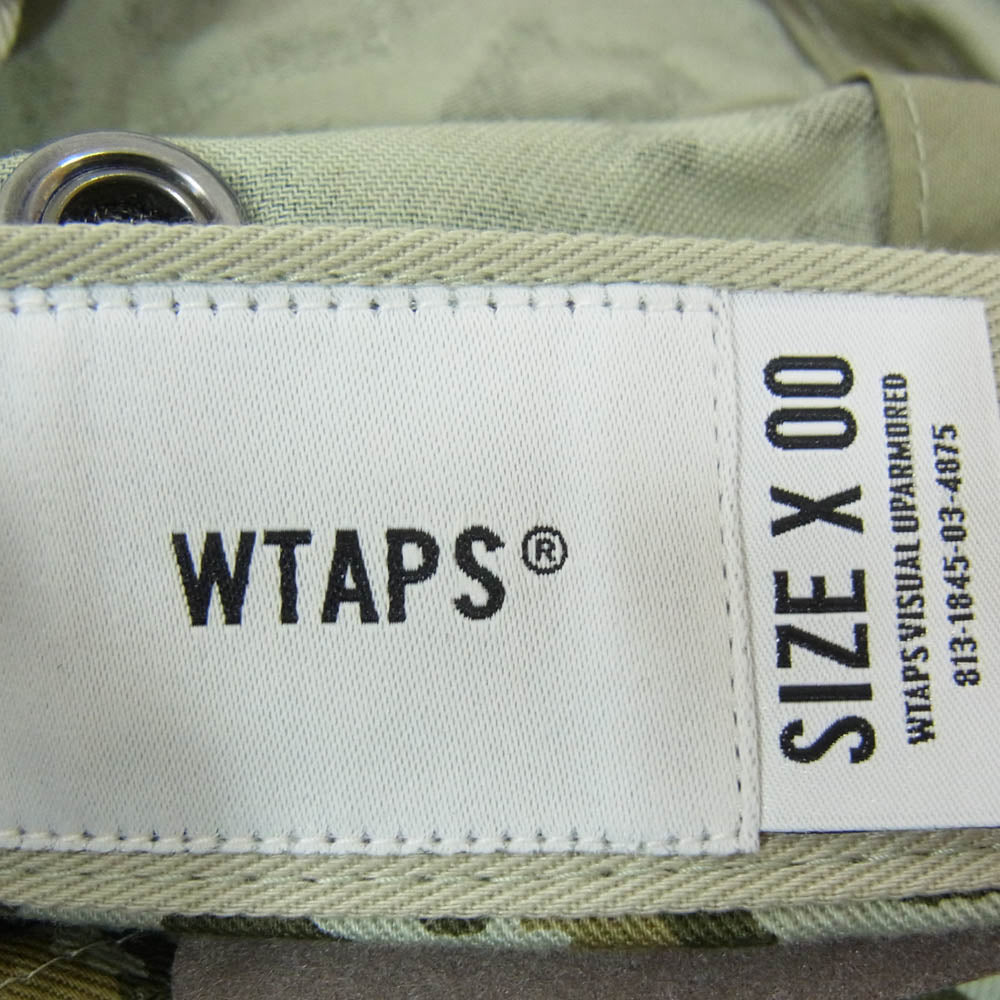 WTAPS®
SIZE X 00
WTAPS VISUAL UPARMORED
813-1845-03-4875